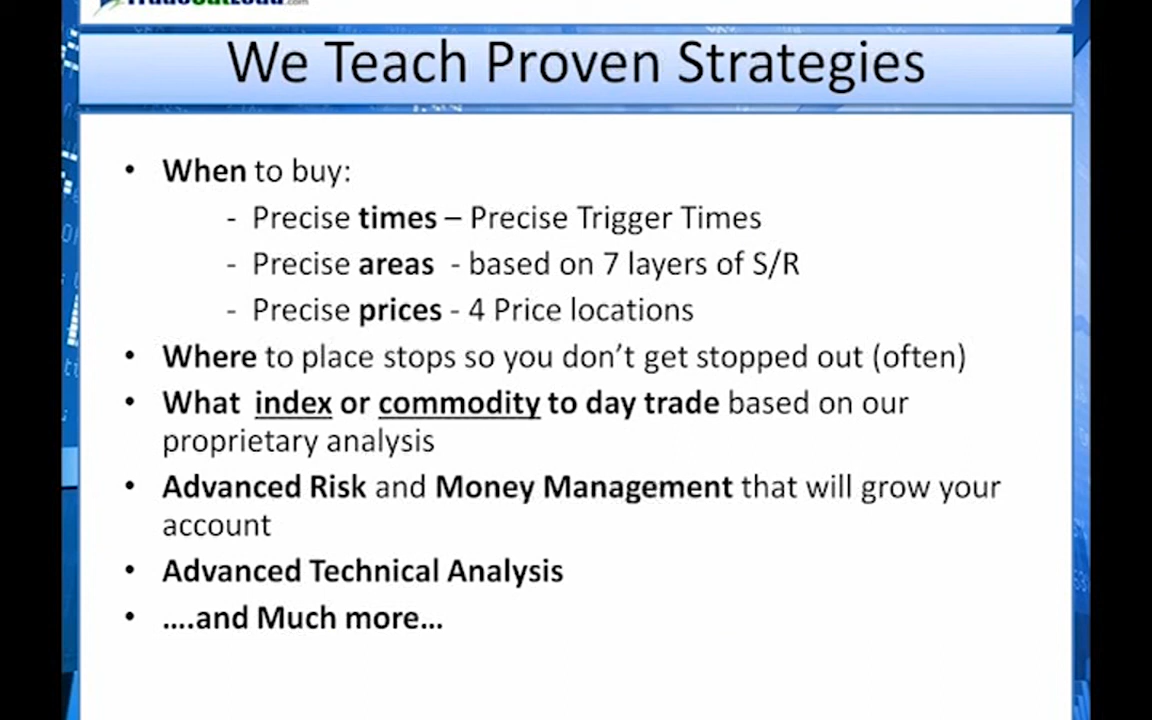 We Teach Proven Strategies
• When to buy:
- Precise times – Precise Trigger Times
- Precise areas - based on 7 layers of S/R
- Precise prices - 4 Price locations
• Where to place stops so you don’t get stopped out (often)
• What index or commodity to day trade based on our
proprietary analysis
• Advanced Risk and Money Management that will grow your
account
• Advanced Technical Analysis
• ….and Much more…